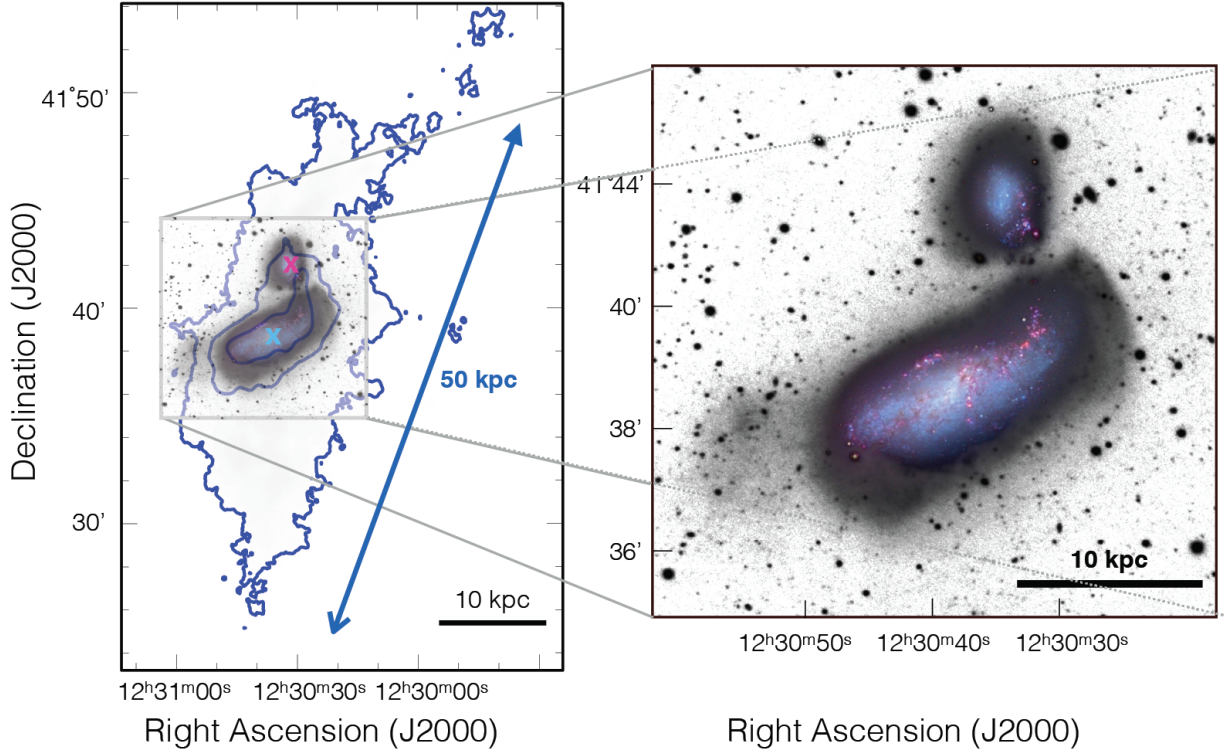 Declination (J2000)
41°50’
40’
30’
X
X
50 kpc
10 kpc
12ʰ31ᵐ00ˢ 12ʰ30ᵐ30ˢ 12ʰ30ᵐ00ˢ
Right Ascension (J2000)
41°44’
40’
38’
36’
10 kpc
12ʰ30ᵐ50ˢ 12ʰ30ᵐ40ˢ 12ʰ30ᵐ30ˢ
Right Ascension (J2000)